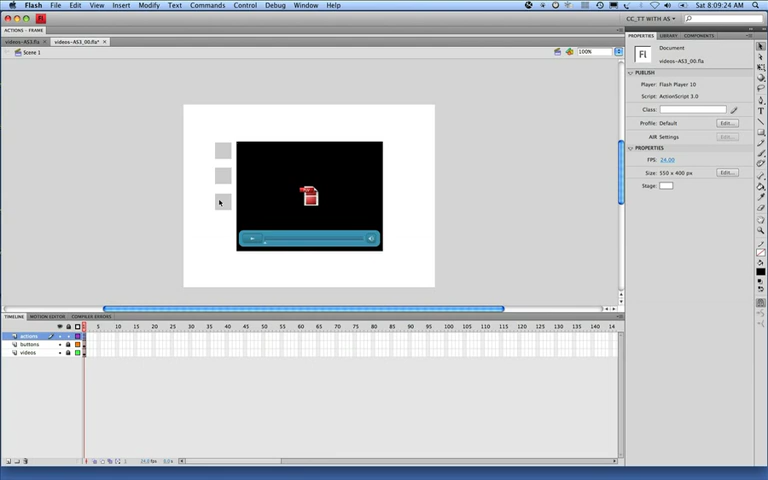 Flash File Edit View Insert Modify Text Commands Control Debug Window Help Sat 8:09:24 AM
CC_TT WITH AS
ACTIONS - FRAME
videos-AS3.fla videos-AS3_00.fla*
Scene 1 100%
PROPERTIES LIBRARY COMPONENTS
Fl Document
videos-AS3_00.fla
PUBLISH
Player: Flash Player 10
Script: ActionScript 3.0
Class:
Profile: Default Edit...
AIR Settings Edit...
PROPERTIES
FPS: 24.00
Size: 550 x 400 px Edit...
Stage:
TIMELINE MOTION EDITOR COMPILER ERRORS
5 10 15 20 25 30 35 40 45 50 55 60 65 70 75 80 85 90 95 100 105 110 115 120 125 130 135 140 14
actions
buttons
videos